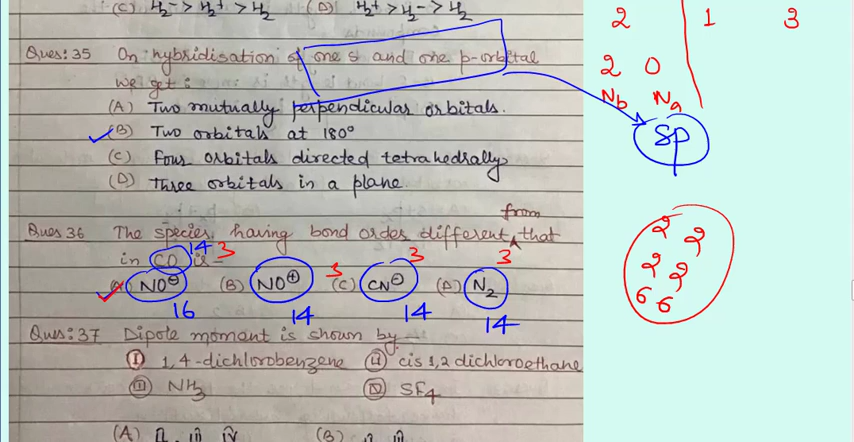 (C) H2- > H2+ > H2 (D) H2+ > H2- > H2
2 1 3
Ques: 35 On hybridisation of one s and one p-orbital
we get :
2 0
Nb Na
(A) Two mutually perpendicular orbitals.
(B) Two orbitals at 180°
sp
(C) Four orbitals directed tetrahedrally
(D) Three orbitals in a plane.
from
Ques 36 The species, having bond order different ^ that
in CO is-
14 3 3 3
(A) NO⊖ (B) NO⊕ 3 (C) CN⊖ (D) N2
16 14 14 14
2 2
2 2
6 6
Ques: 37 Dipole moment is shown by -
(I) 1,4-dichlorobenzene (II) cis 1,2 dichloroethane
(III) NH3 (IV) SF4
(A) (B)